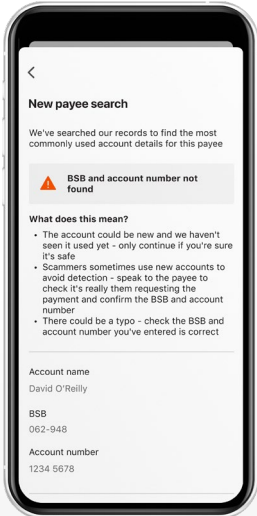 New payee search
We've searched our records to find the most
commonly used account details for this payee
BSB and account number not
found
What does this mean?
• The account could be new and we haven't
seen it used yet - only continue if you're sure
it's safe
• Scammers sometimes use new accounts to
avoid detection - speak to the payee to
check it's really them requesting the
payment and confirm the BSB and account
number
• There could be a typo - check the BSB and
account number you've entered is correct
Account name
David O'Reilly
BSB
062-948
Account number
1234 5678